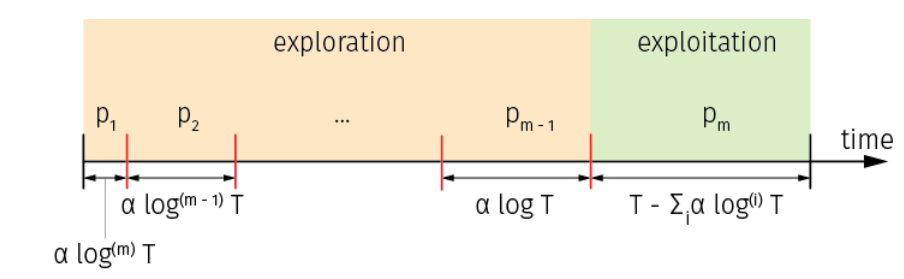 exploration exploitation
p₁ p₂ ... pₘ ₋ ₁ pₘ
time
α log⁽ᵐ ⁻ ¹⁾ T α log T T - Σᵢα log⁽ⁱ⁾ T
α log⁽ᵐ⁾ T